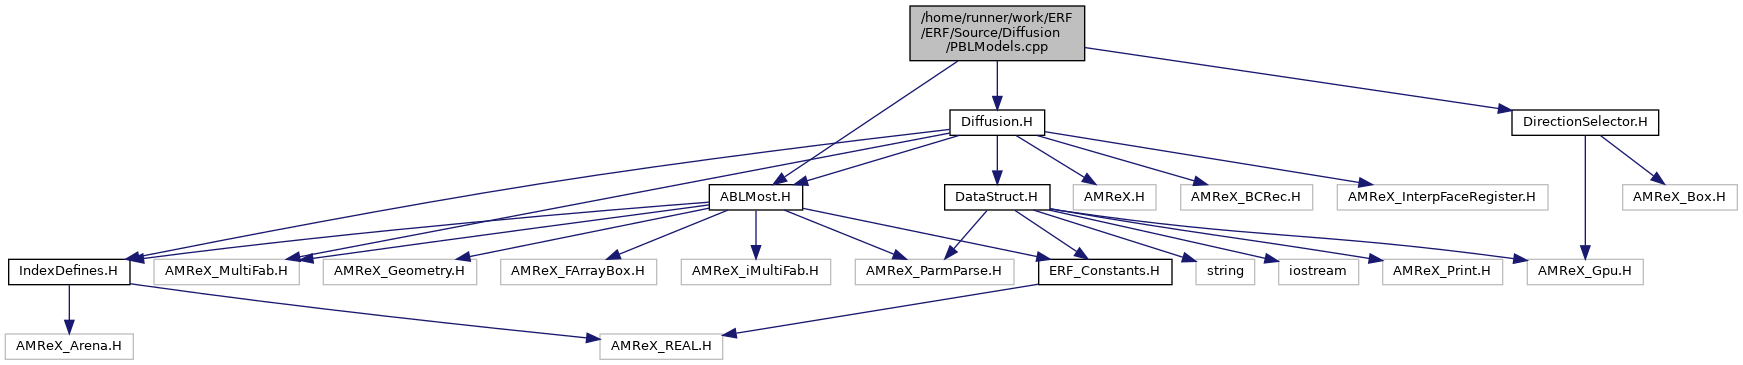 /home/runner/work/ERF
/ERF/Source/Diffusion
/PBLModels.cpp
Diffusion.H
DirectionSelector.H
ABLMost.H
DataStruct.H
AMReX.H
AMReX_BCRec.H
AMReX_InterpFaceRegister.H
AMReX_Box.H
IndexDefines.H
AMReX_MultiFab.H
AMReX_Geometry.H
AMReX_FArrayBox.H
AMReX_iMultiFab.H
AMReX_ParmParse.H
ERF_Constants.H
string
iostream
AMReX_Print.H
AMReX_Gpu.H
AMReX_Arena.H
AMReX_REAL.H